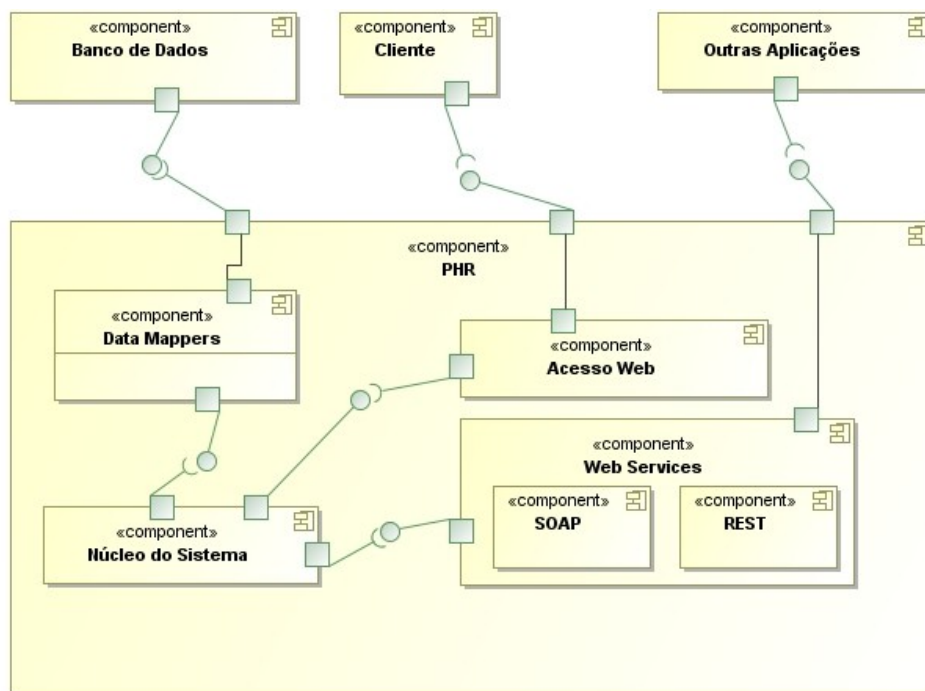 «component»
Banco de Dados
«component»
Cliente
«component»
Outras Aplicações
«component»
PHR
«component»
Data Mappers
«component»
Acesso Web
«component»
Web Services
«component»
SOAP
«component»
REST
«component»
Núcleo do Sistema